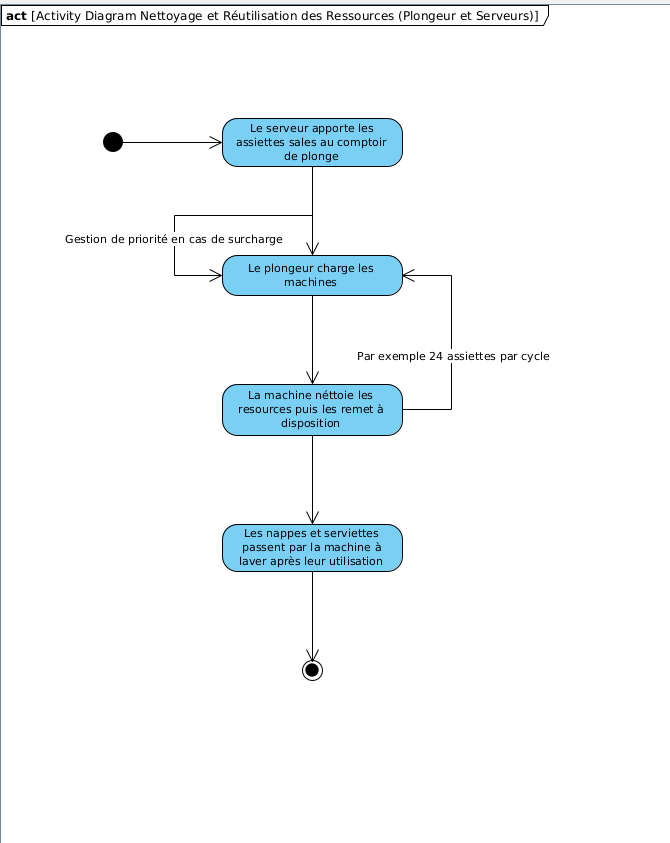 act [Activity Diagram Nettoyage et Réutilisation des Ressources (Plongeur et Serveurs)]
Le serveur apporte les
assiettes sales au comptoir
de plonge
Gestion de priorité en cas de surcharge
Le plongeur charge les
machines
Par exemple 24 assiettes par cycle
La machine néttoie les
resources puis les remet à
disposition
Les nappes et serviettes
passent par la machine à
laver après leur utilisation